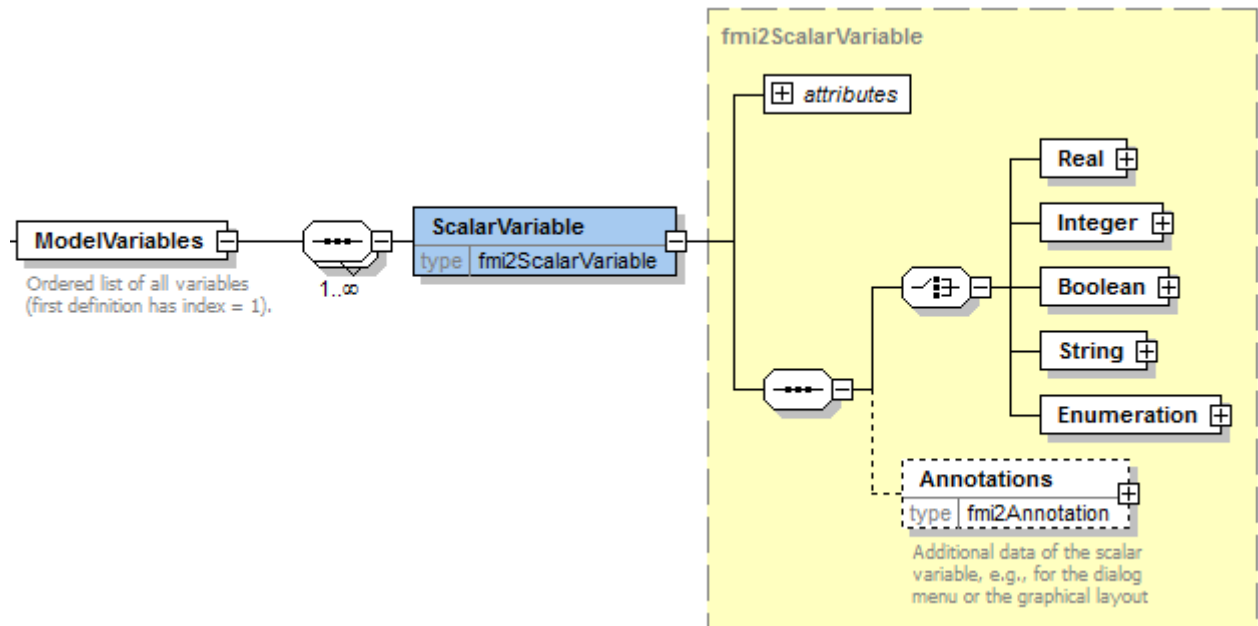 fmi2ScalarVariable
attributes
Real
Integer
ModelVariables
ScalarVariable
type fmi2ScalarVariable
Ordered list of all variables
(first definition has index = 1).
1..∞
Boolean
String
Enumeration
Annotations
type fmi2Annotation
Additional data of the scalar
variable, e.g., for the dialog
menu or the graphical layout